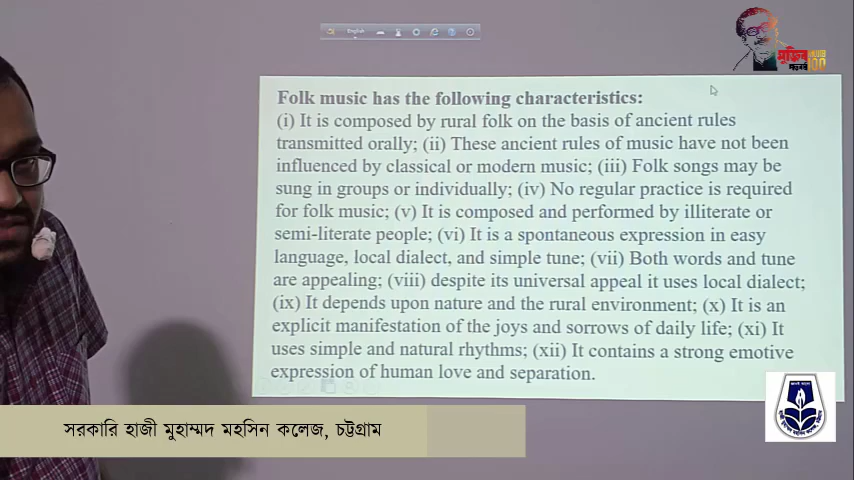 English
মুজিব
শতবর্ষ
100
Folk music has the following characteristics:
(i) It is composed by rural folk on the basis of ancient rules
transmitted orally; (ii) These ancient rules of music have not been
influenced by classical or modern music; (iii) Folk songs may be
sung in groups or individually; (iv) No regular practice is required
for folk music; (v) It is composed and performed by illiterate or
semi-literate people; (vi) It is a spontaneous expression in easy
language, local dialect, and simple tune; (vii) Both words and tune
are appealing; (viii) despite its universal appeal it uses local dialect;
(ix) It depends upon nature and the rural environment; (x) It is an
explicit manifestation of the joys and sorrows of daily life; (xi) It
uses simple and natural rhythms; (xii) It contains a strong emotive
expression of human love and separation.
সরকারি হাজী মুহাম্মদ মহসিন কলেজ, চট্টগ্রাম